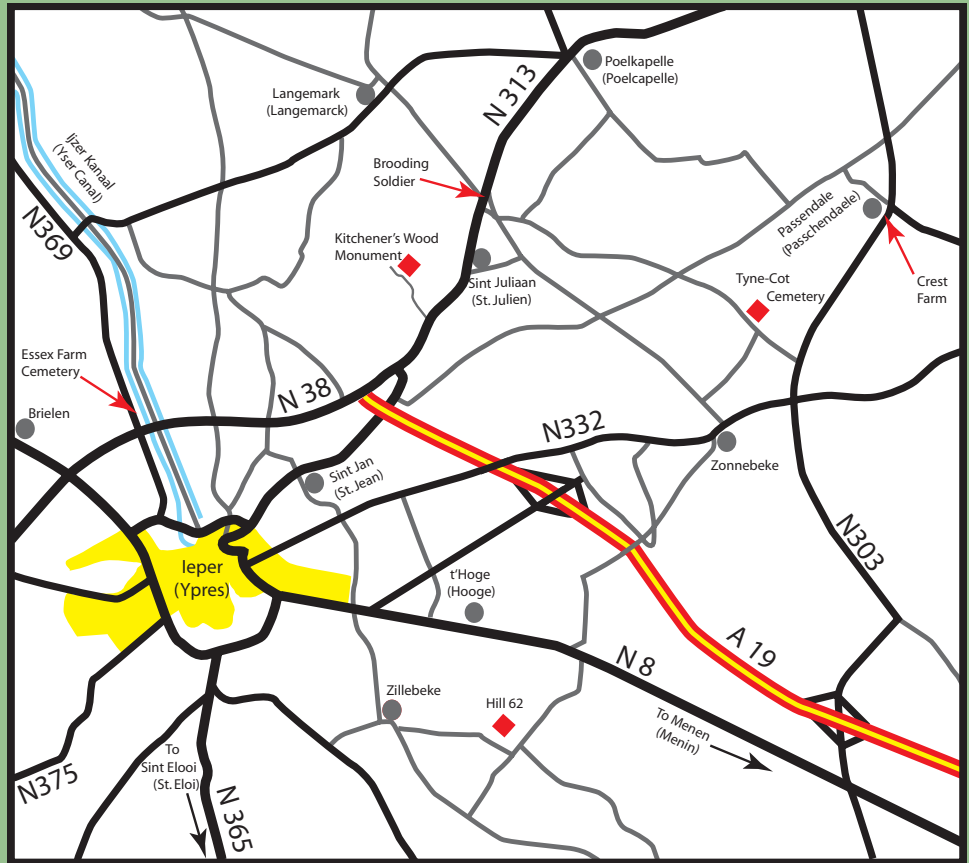 Poelkapelle
(Poelcapelle)
N 313
Langemark
(Langemarck)
Ijzer Kanaal
(Yser Canal)
Brooding
Soldier
N369
Kitchener's Wood
Monument
Passendale
(Passchendaele)
Sint Juliaan
(St. Julien)
Tyne-Cot
Cemetery
Crest
Farm
Essex Farm
Cemetery
N 38
Brielen
N332
Sint Jan
(St. Jean)
Zonnebeke
N303
Ieper
(Ypres)
t'Hoge
(Hooge)
A 19
N 8
Zillebeke
Hill 62
To Menen
(Menin)
To
Sint Elooi
(St. Eloi)
N375
N 365